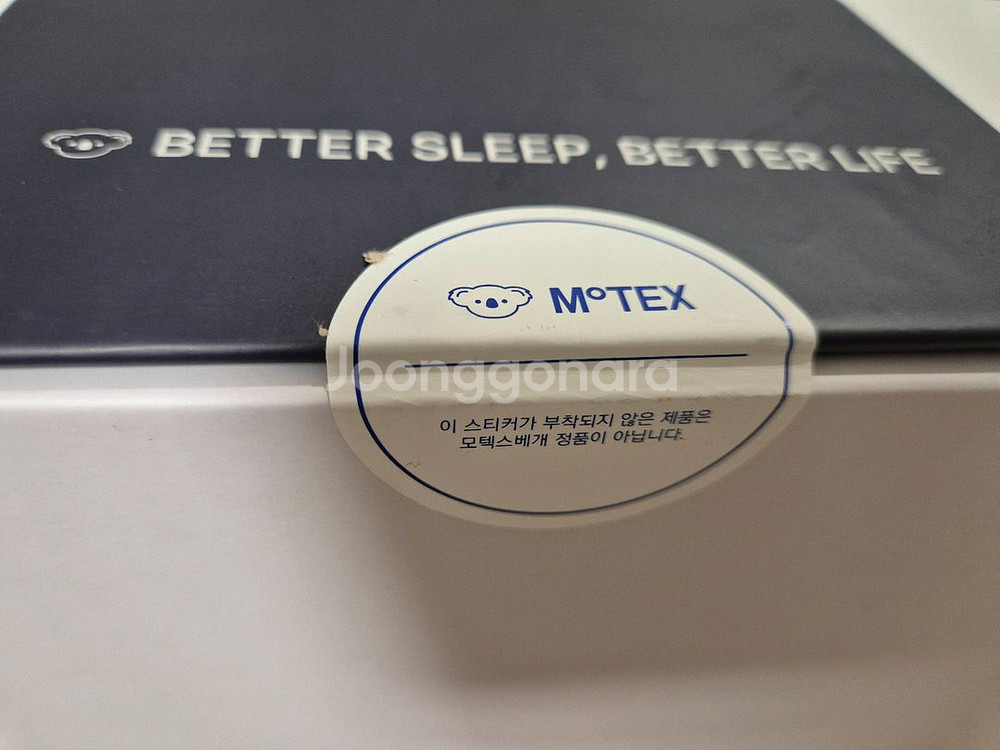 BETTER SLEEP, BETTER LIFE
MºTEX
Joonggonara
이 스티커가 부착되지 않은 제품은
모텍스베개 정품이 아닙니다.